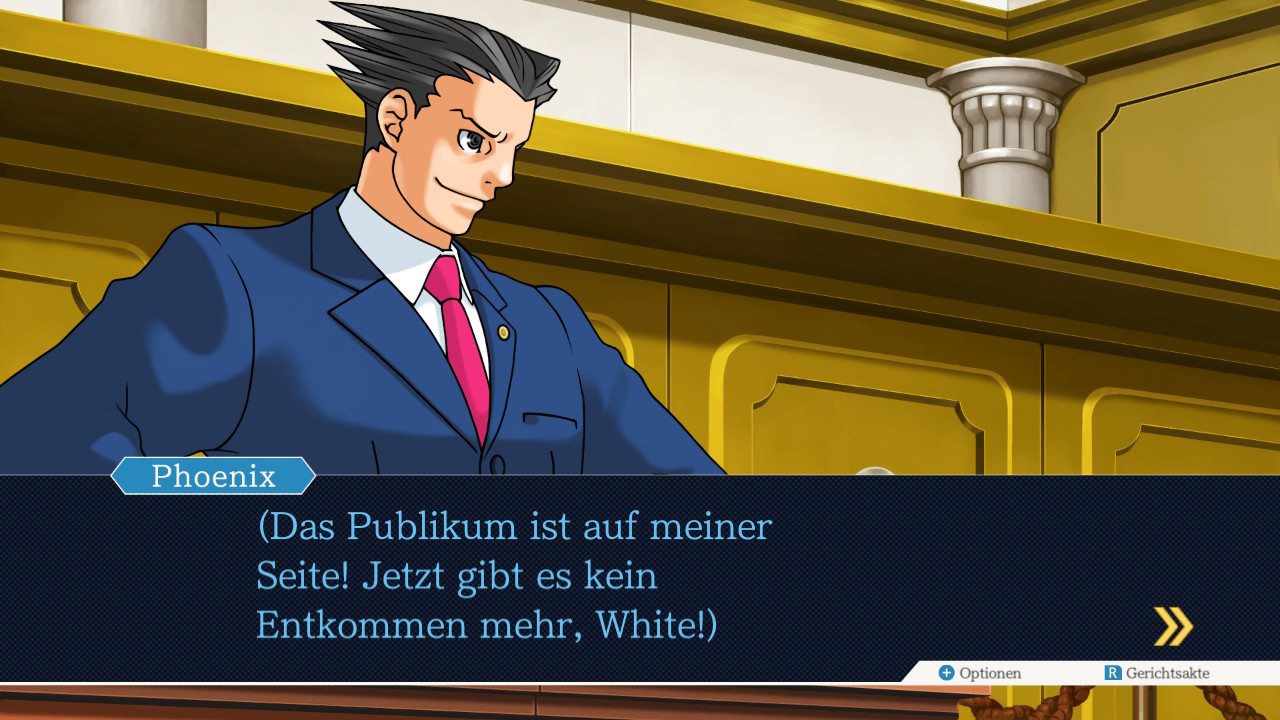 Phoenix
(Das Publikum ist auf meiner
Seite! Jetzt gibt es kein
Entkommen mehr, White!)
+ Optionen
R Gerichtsakte